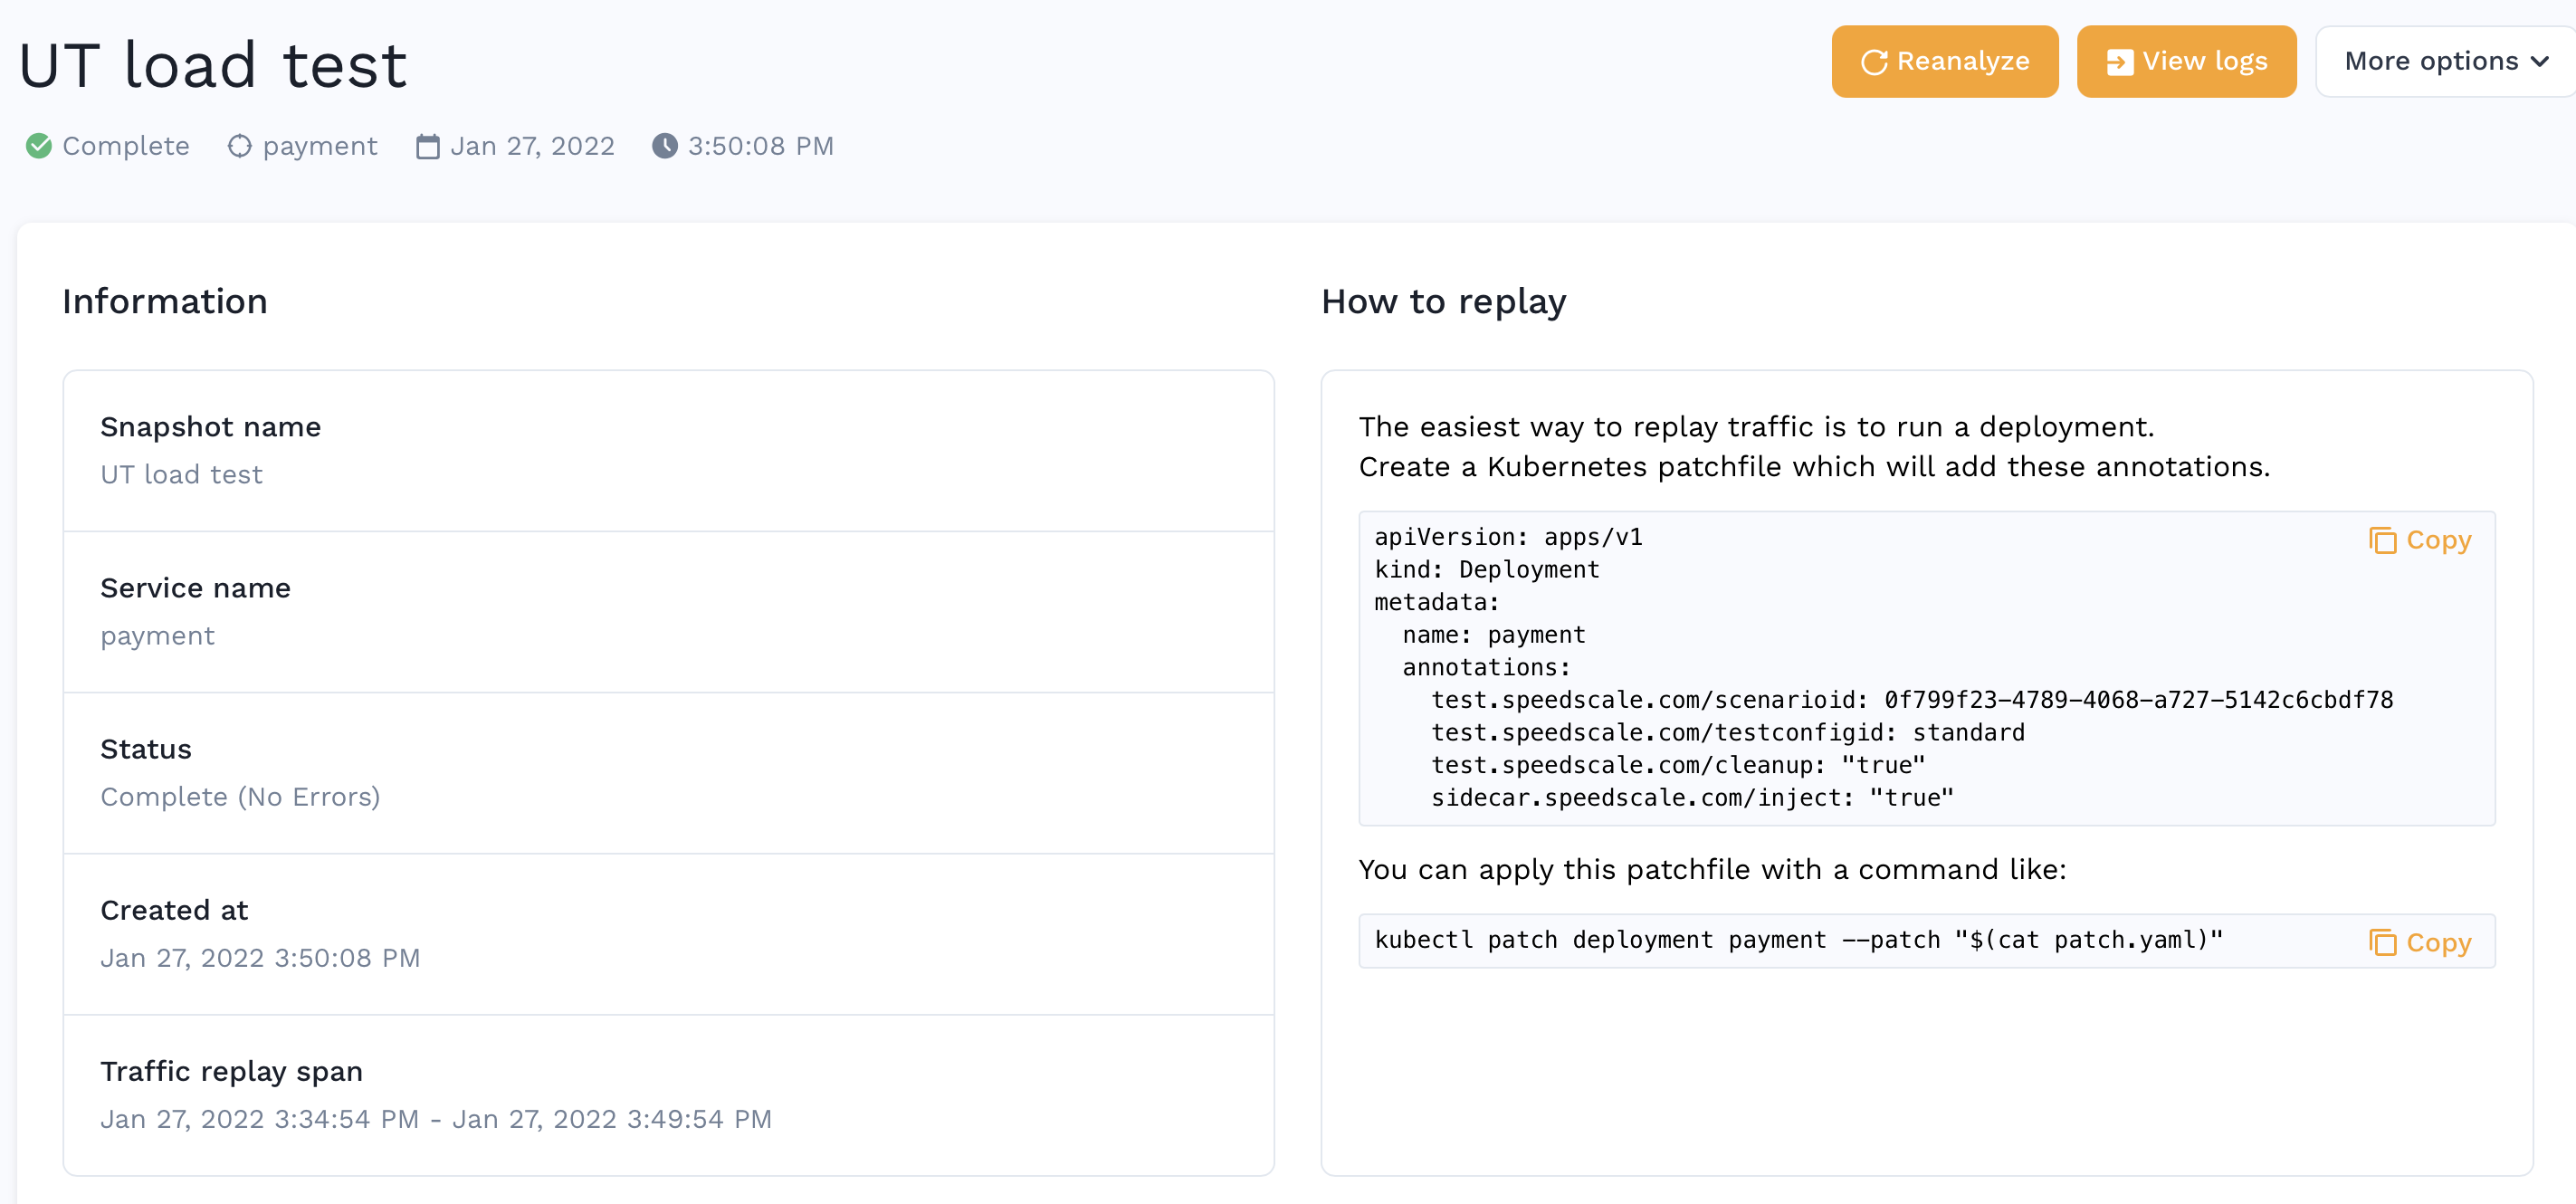 UT load test
Reanalyze
View logs
More options
Complete
payment
Jan 27, 2022
3:50:08 PM
Information
Snapshot name
UT load test
Service name
payment
Status
Complete (No Errors)
Created at
Jan 27, 2022 3:50:08 PM
Traffic replay span
Jan 27, 2022 3:34:54 PM - Jan 27, 2022 3:49:54 PM
How to replay
The easiest way to replay traffic is to run a deployment.
Create a Kubernetes patchfile which will add these annotations.
Copy
apiVersion: apps/v1
kind: Deployment
metadata:
  name: payment
  annotations:
    test.speedscale.com/scenarioid: 0f799f23-4789-4068-a727-5142c6cbdf78
    test.speedscale.com/testconfigid: standard
    test.speedscale.com/cleanup: "true"
    sidecar.speedscale.com/inject: "true"
You can apply this patchfile with a command like:
kubectl patch deployment payment --patch "$(cat patch.yaml)"
Copy